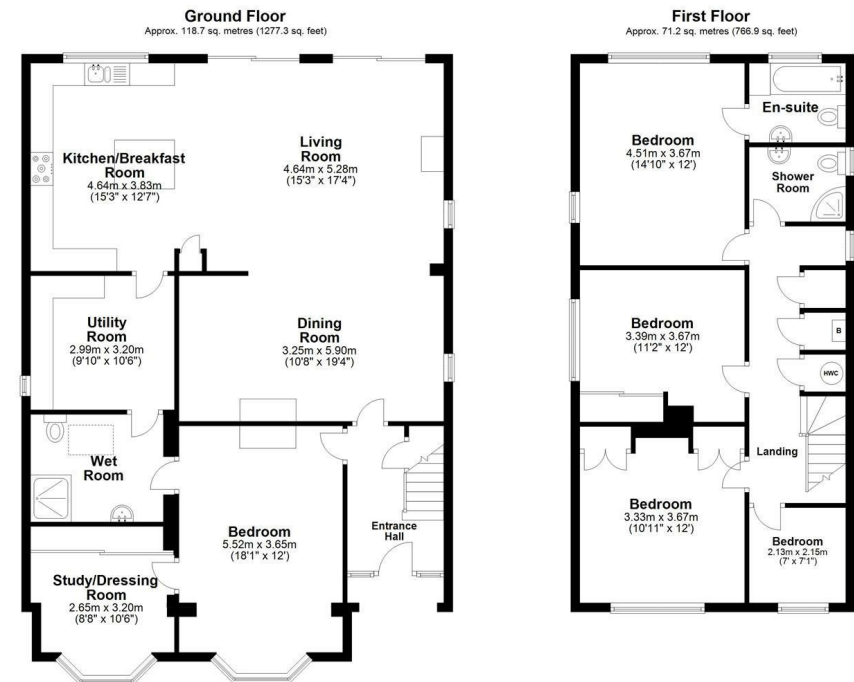 Ground Floor
Approx. 118.7 sq. metres (1277.3 sq. feet)
Kitchen/Breakfast
Room
4.64m x 3.83m
(15'3" x 12'7")
Living
Room
4.64m x 5.28m
(15'3" x 17'4")
Utility
Room
2.99m x 3.20m
(9'10" x 10'6")
Dining
Room
3.25m x 5.90m
(10'8" x 19'4")
Wet
Room
Bedroom
5.52m x 3.65m
(18'1" x 12')
Entrance
Hall
Study/Dressing
Room
2.65m x 3.20m
(8'8" x 10'6")
First Floor
Approx. 71.2 sq. metres (766.9 sq. feet)
Bedroom
4.51m x 3.67m
(14'10" x 12')
En-suite
Shower
Room
Bedroom
3.39m x 3.67m
(11'2" x 12')
B
HWC
Landing
Bedroom
3.33m x 3.67m
(10'11" x 12')
Bedroom
2.13m x 2.15m
(7' x 7'1")